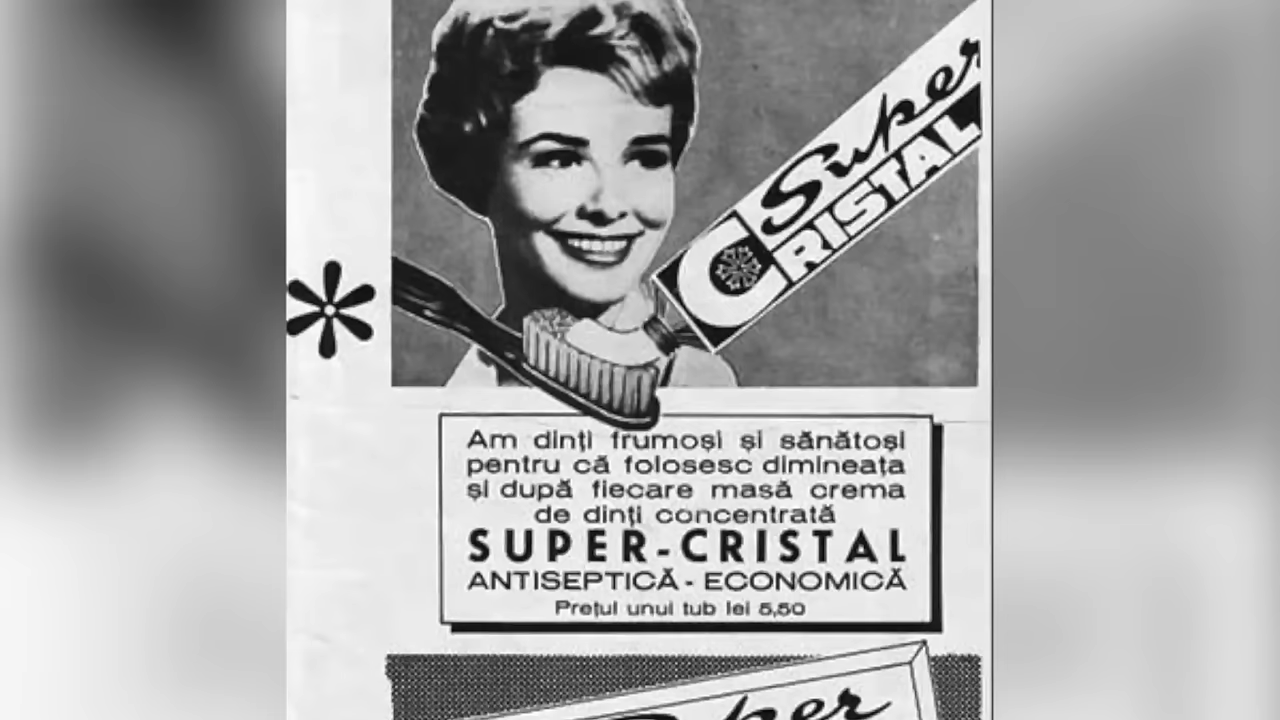 Super
CRISTAL
Am dinți frumoși și sănătoși
pentru că folosesc dimineața
și după fiecare masă crema
de dinți concentrată
SUPER-CRISTAL
ANTISEPTICĂ - ECONOMICĂ
Prețul unui tub lei 5,50
Super